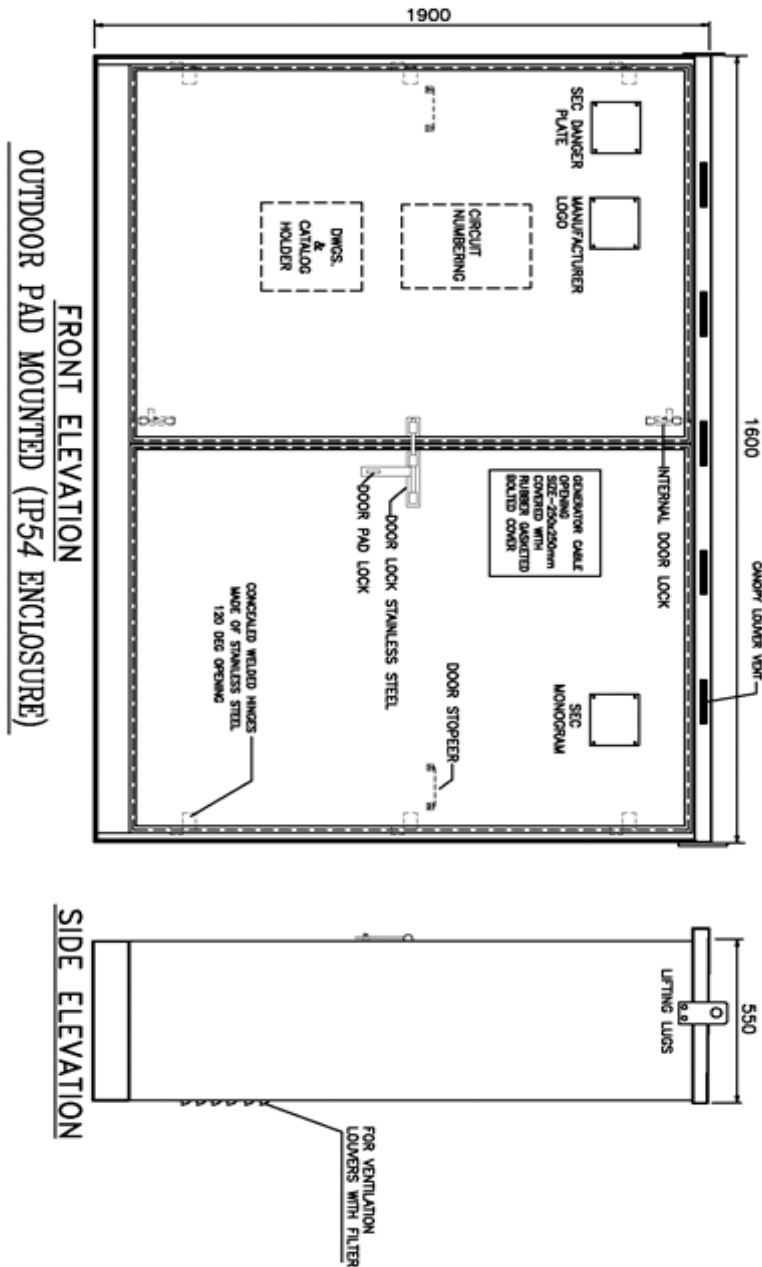 1900
1600
CANOPY LOUVER VENT
SEC DANGER
PLATE
MANUFACTURER
LOGO
INTERNAL DOOR LOCK
CIRCUIT
NUMBERING
DWGS.
&
CATALOG
HOLDER
GENERATOR CABLE
OPENING
SIZE-250x250mm
COVERED WITH
RUBBER GASKETED
BOLTED COVER
SEC
MONOGRAM
DOOR STOPEER
DOOR LOCK STAINLESS STEEL
DOOR PAD LOCK
CONCEALED WELDED HINGES
MADE OF STAINLESS STEEL
120 DEG OPENING
FRONT ELEVATION
OUTDOOR PAD MOUNTED (IP54 ENCLOSURE)
550
LIFTING LUGS
FOR VENTILATION
LOUVERS WITH FILTER
SIDE ELEVATION